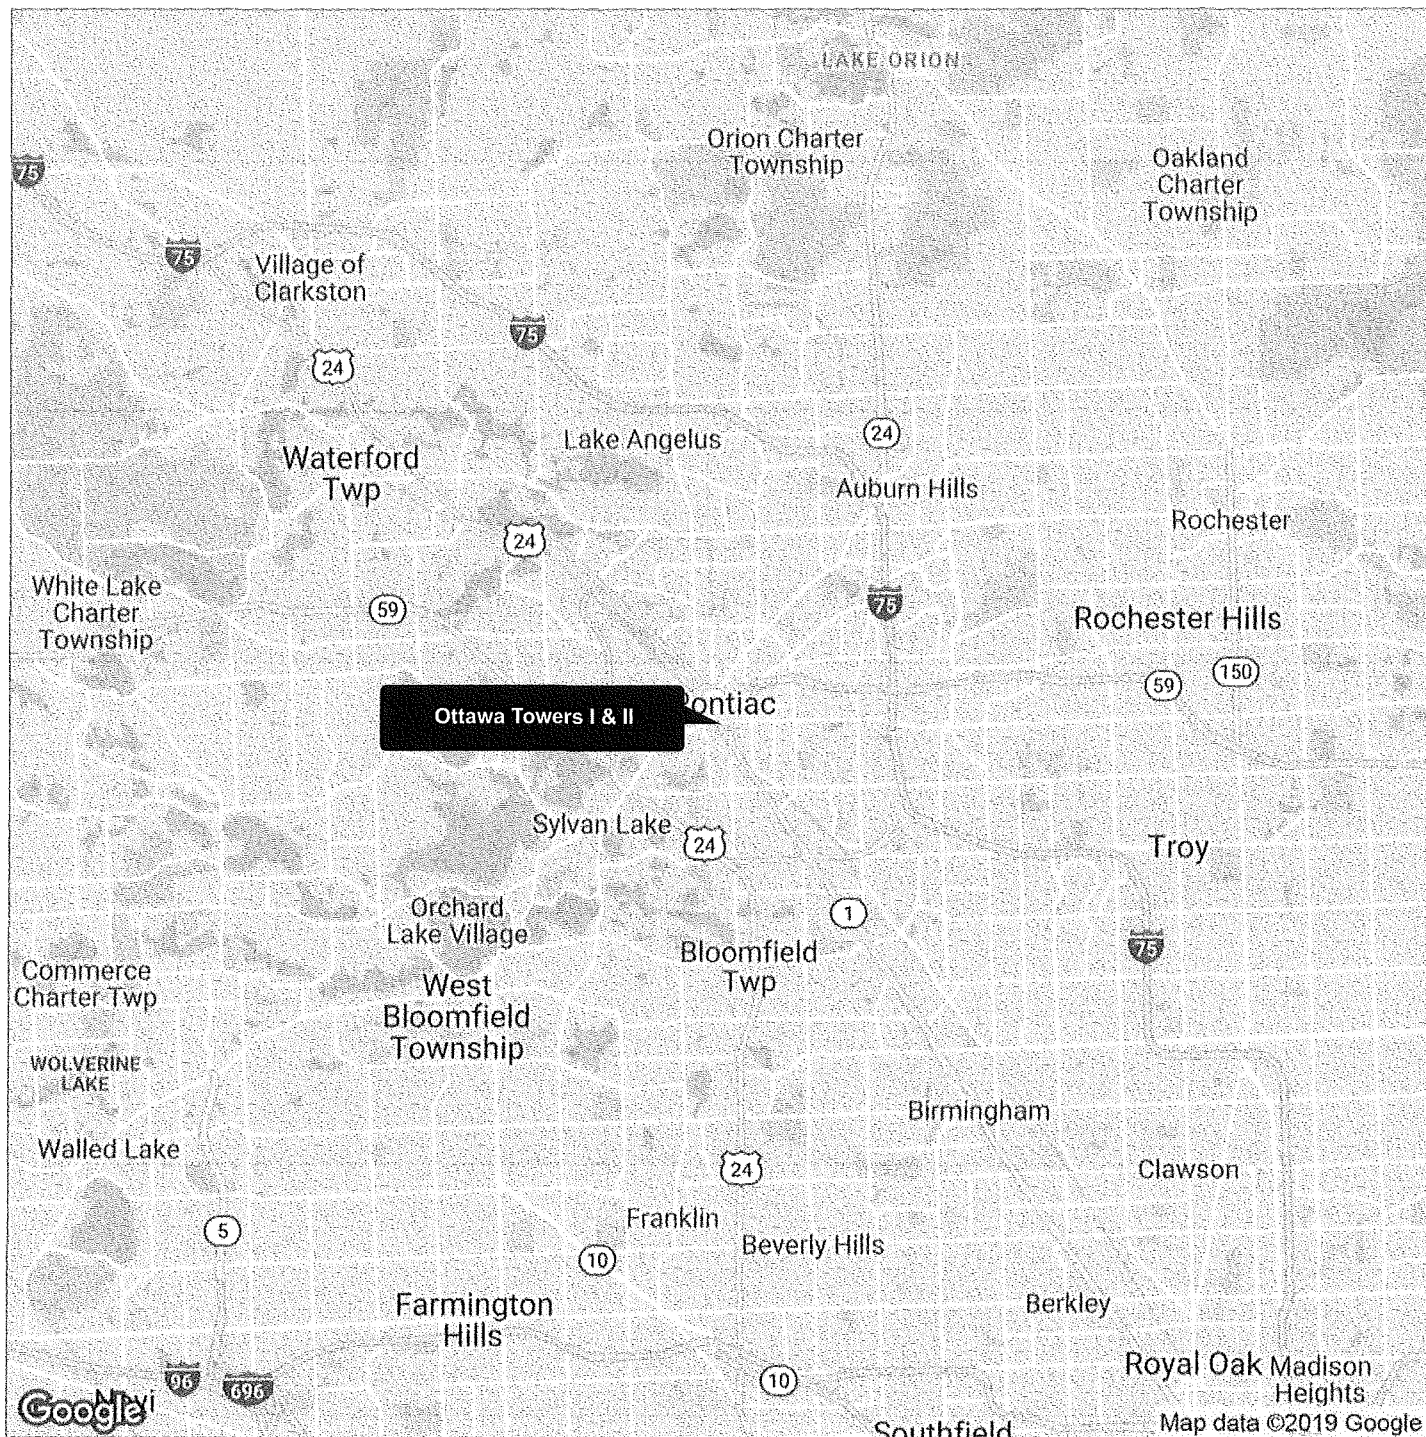 LAKE ORION
Orion Charter
Township
Oakland
Charter
Township
75
75
Village of
Clarkston
75
24
Lake Angelus
24
Waterford
Twp
Auburn Hills
Rochester
24
White Lake
Charter
Township
59
75
Rochester Hills
59
150
Pontiac
Ottawa Towers I & II
Sylvan Lake
24
Troy
Orchard
Lake Village
1
Bloomfield
Twp
75
Commerce
Charter Twp
West
Bloomfield
Township
WOLVERINE
LAKE
Birmingham
Walled Lake
24
Clawson
5
Franklin
Beverly Hills
10
Farmington
Hills
Berkley
96
696
10
Royal Oak
Madison
Heights
Google
Southfield
Map data ©2019 Google